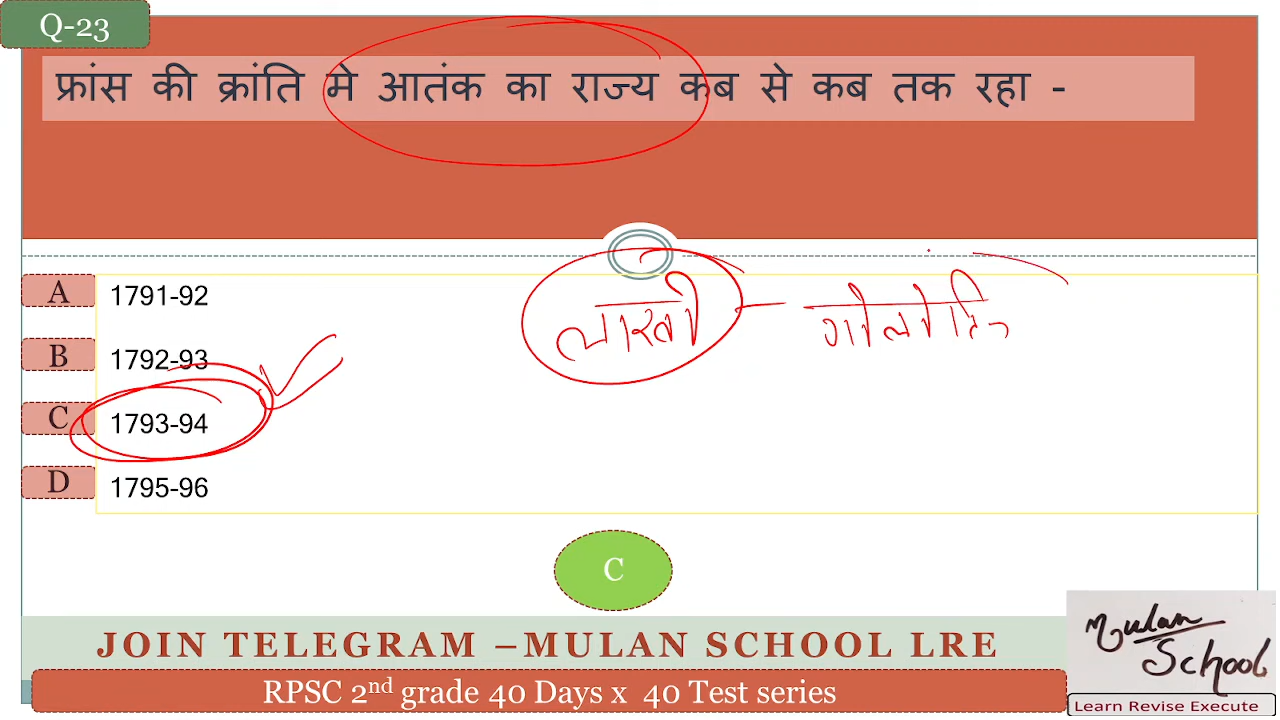 Q-23
फ्रांस की क्रांति मे आतंक का राज्य कब से कब तक रहा -
A 1791-92
B 1792-93
C 1793-94
D 1795-96
लाखो -
C
JOIN TELEGRAM –MULAN SCHOOL LRE
RPSC 2nd grade 40 Days x 40 Test series
Mulan
School
Learn Revise Execute